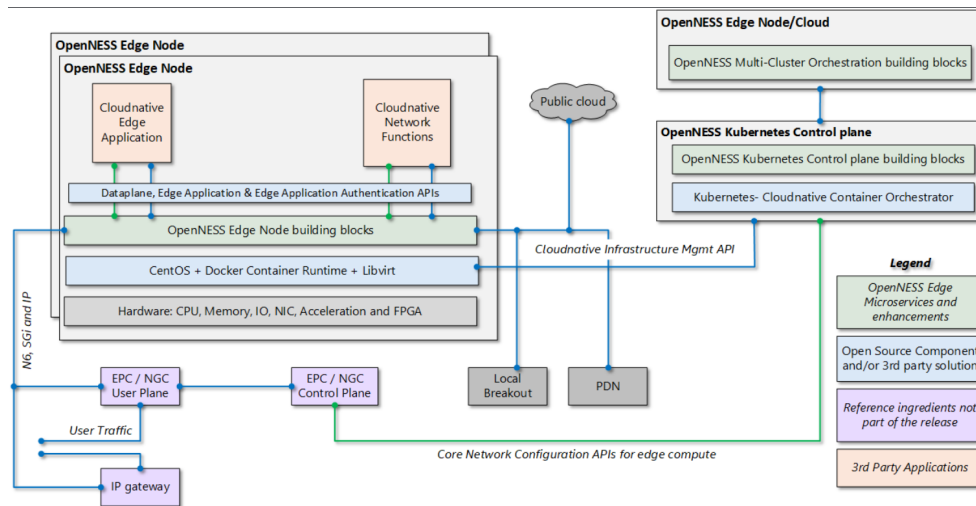 OpenNESS Edge Node
OpenNESS Edge Node
Cloudnative
Edge
Application
Cloudnative
Network
Functions
Dataplane, Edge Application & Edge Application Authentication APIs
OpenNESS Edge Node building blocks
CentOS + Docker Container Runtime + Libvirt
Hardware: CPU, Memory, IO, NIC, Acceleration and FPGA
Public cloud
OpenNESS Edge Node/Cloud
OpenNESS Multi-Cluster Orchestration building blocks
OpenNESS Kubernetes Control plane
OpenNESS Kubernetes Control plane building blocks
Kubernetes- Cloudnative Container Orchestrator
Cloudnative Infrastructure Mgmt API
N6, SGi and IP
EPC / NGC
User Plane
EPC / NGC
Control Plane
Local
Breakout
PDN
User Traffic
Core Network Configuration APIs for edge compute
IP gateway
Legend
OpenNESS Edge
Microservices and
enhancements
Open Source Component
and/or 3rd party solution
Reference ingredients not
part of the release
3rd Party Applications